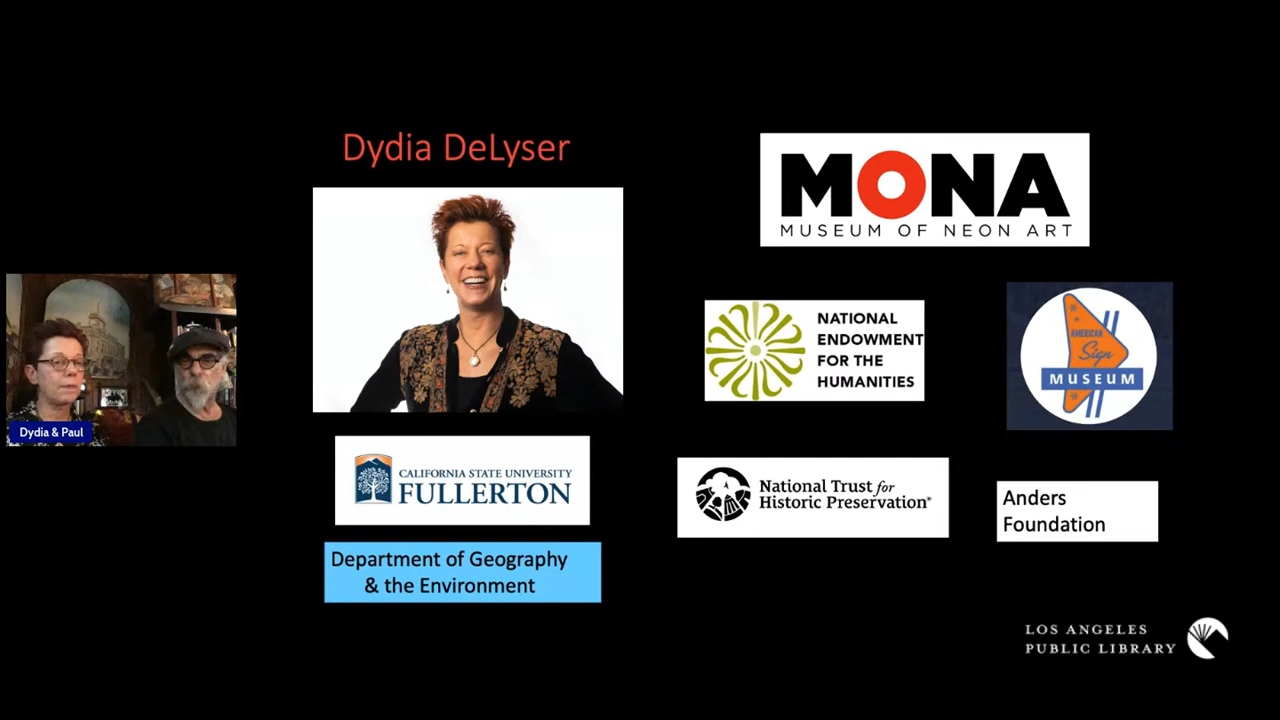 Dydia DeLyser
MONA
MUSEUM OF NEON ART
NATIONAL
ENDOWMENT
FOR THE
HUMANITIES
AMERICAN
Sign
MUSEUM
Dydia & Paul
CALIFORNIA STATE UNIVERSITY
FULLERTON
National Trust for
Historic Preservation®
Anders
Foundation
Department of Geography
& the Environment
LOS ANGELES
PUBLIC LIBRARY